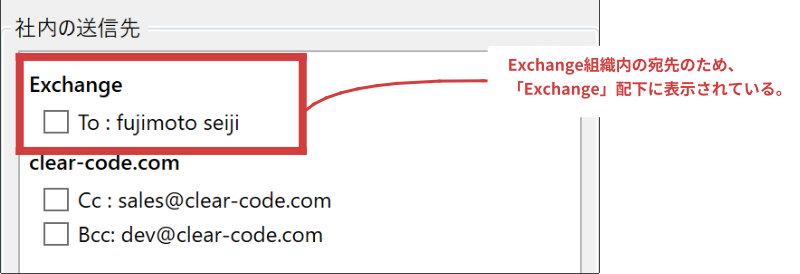 社内の送信先
Exchange
To : fujimoto seiji
clear-code.com
Cc : sales@clear-code.com
Bcc: dev@clear-code.com
Exchange組織内の宛先のため、
「Exchange」配下に表示されている。